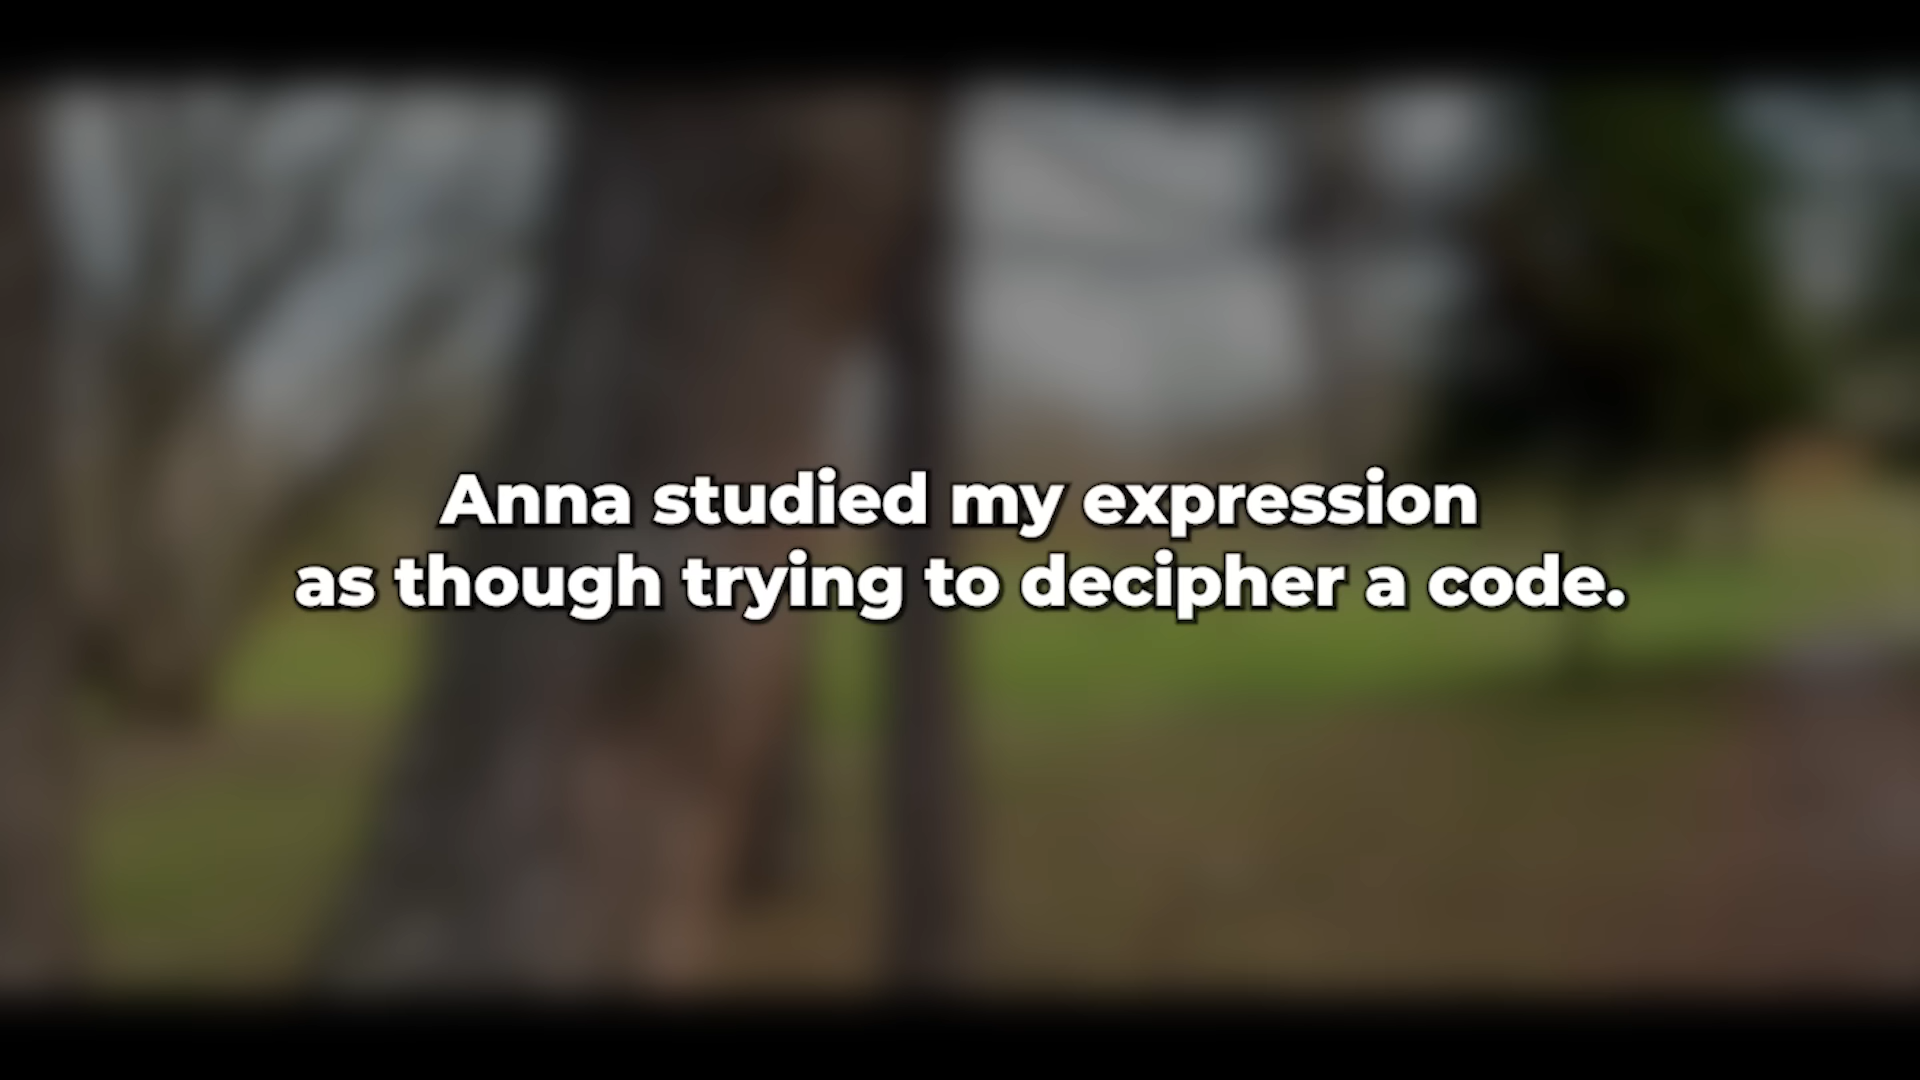 Anna studied my expression
as though trying to decipher a code.